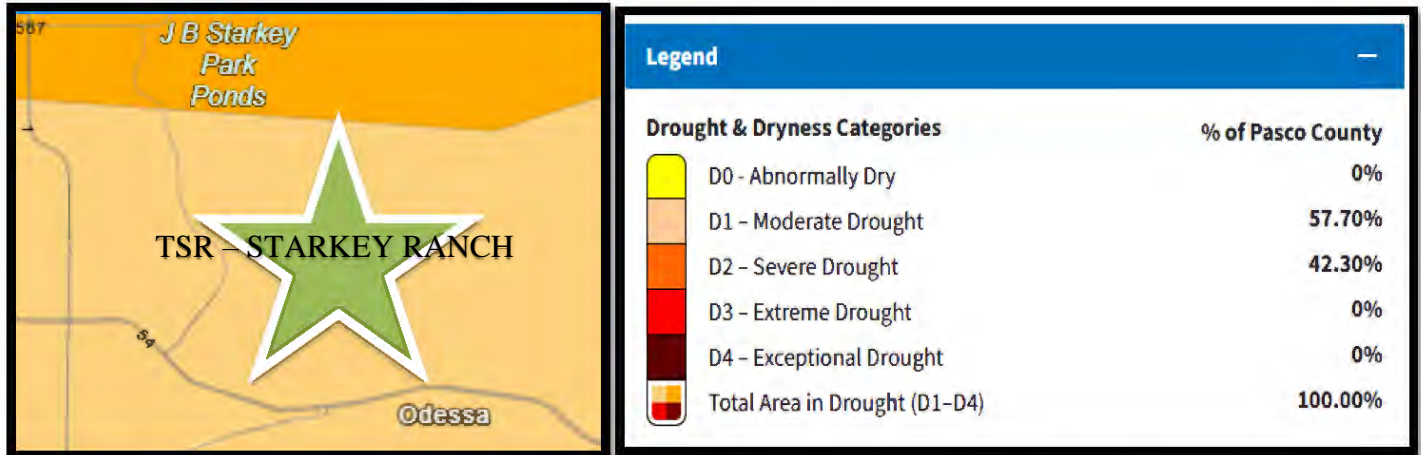 587
J B Starkey
Park
Ponds
1
TSR – STARKEY RANCH
54
Odessa
Legend
Drought & Dryness Categories % of Pasco County
D0 - Abnormally Dry 0%
D1 – Moderate Drought 57.70%
D2 – Severe Drought 42.30%
D3 – Extreme Drought 0%
D4 – Exceptional Drought 0%
Total Area in Drought (D1–D4) 100.00%